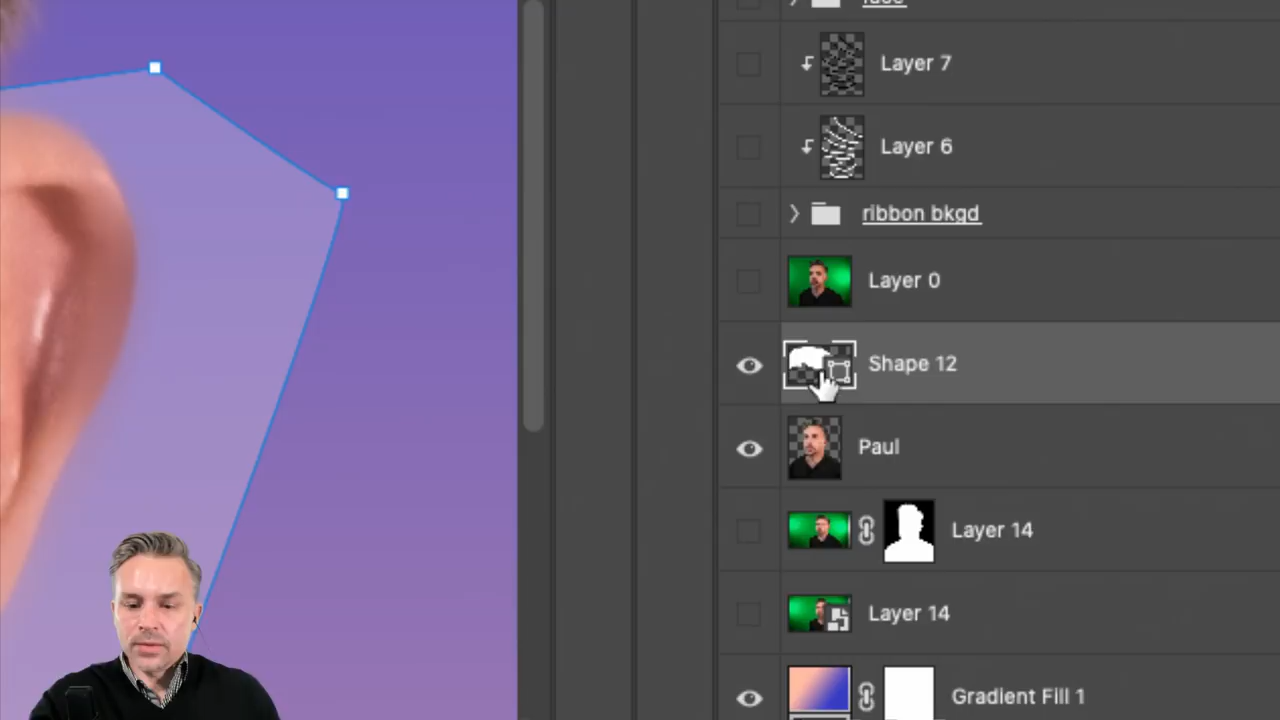 Layer 7
Layer 6
ribbon bkgd
Layer 0
Shape 12
Paul
Layer 14
Layer 14
Gradient Fill 1